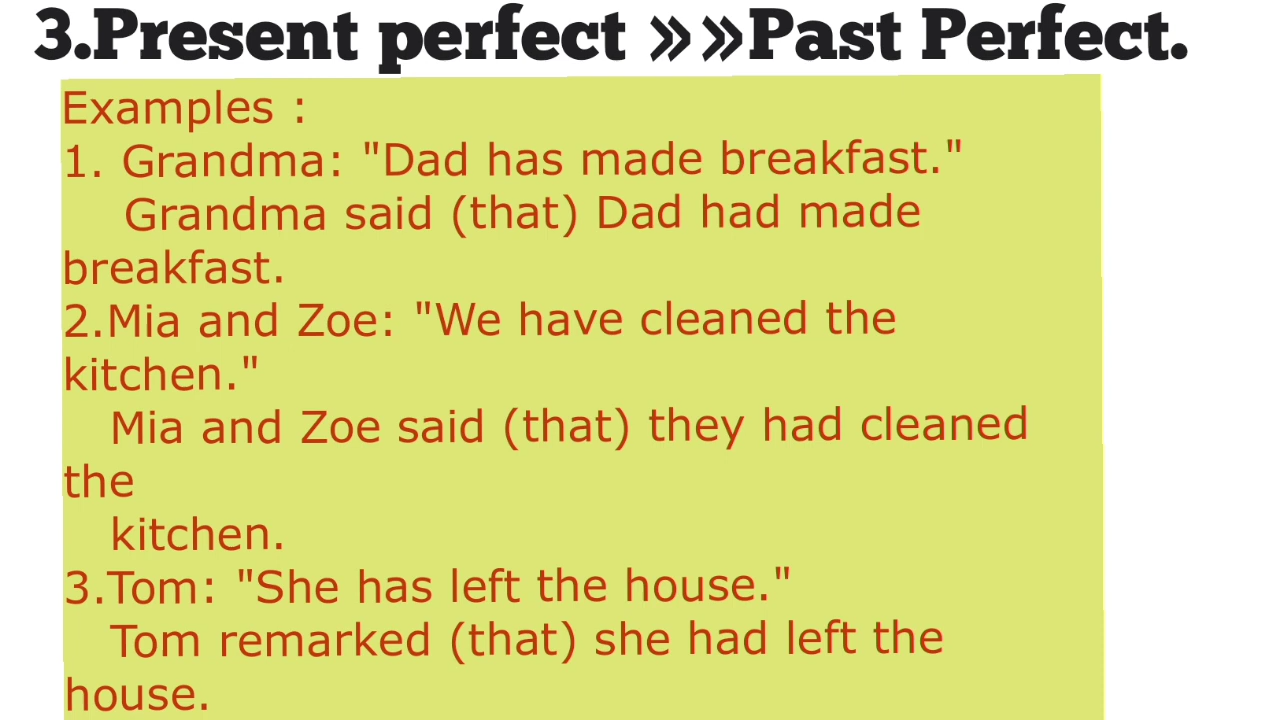 3.Present perfect »»Past Perfect.
Examples :
1. Grandma: "Dad has made breakfast."
Grandma said (that) Dad had made
breakfast.
2.Mia and Zoe: "We have cleaned the
kitchen."
Mia and Zoe said (that) they had cleaned
the
kitchen.
3.Tom: "She has left the house."
Tom remarked (that) she had left the
house.